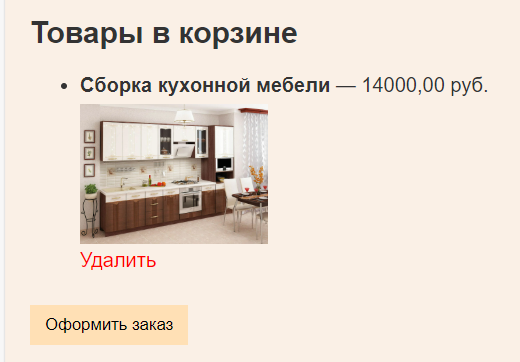 Товары в корзине
Сборка кухонной мебели — 14000,00 руб.
Удалить
Оформить заказ